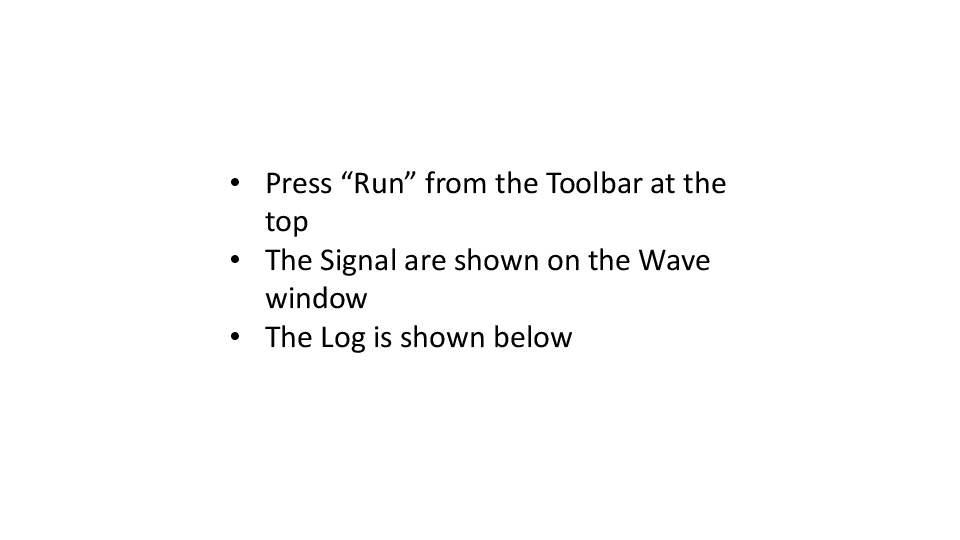 • Press “Run” from the Toolbar at the
top
• The Signal are shown on the Wave
window
• The Log is shown below